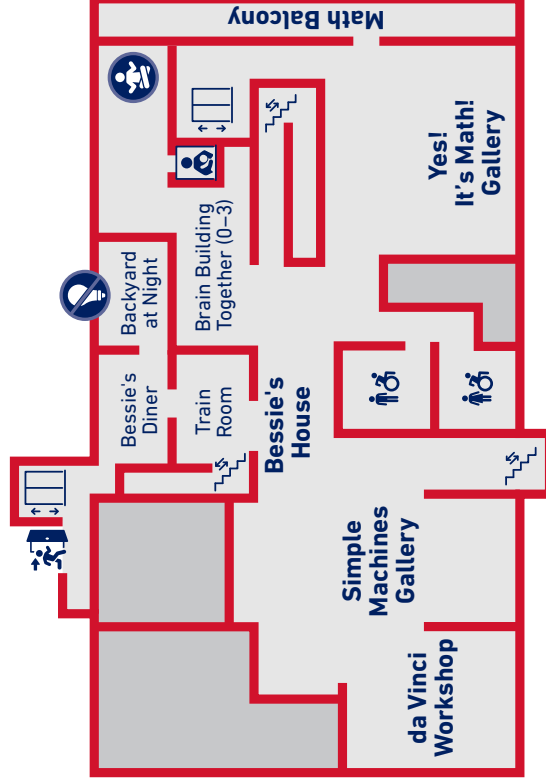 Math Balcony
Yes!
It's Math!
Gallery
Brain Building
Together (0–3)
Backyard
at Night
Bessie's
Diner
Train
Room
Bessie's
House
Simple
Machines
Gallery
da Vinci
Workshop